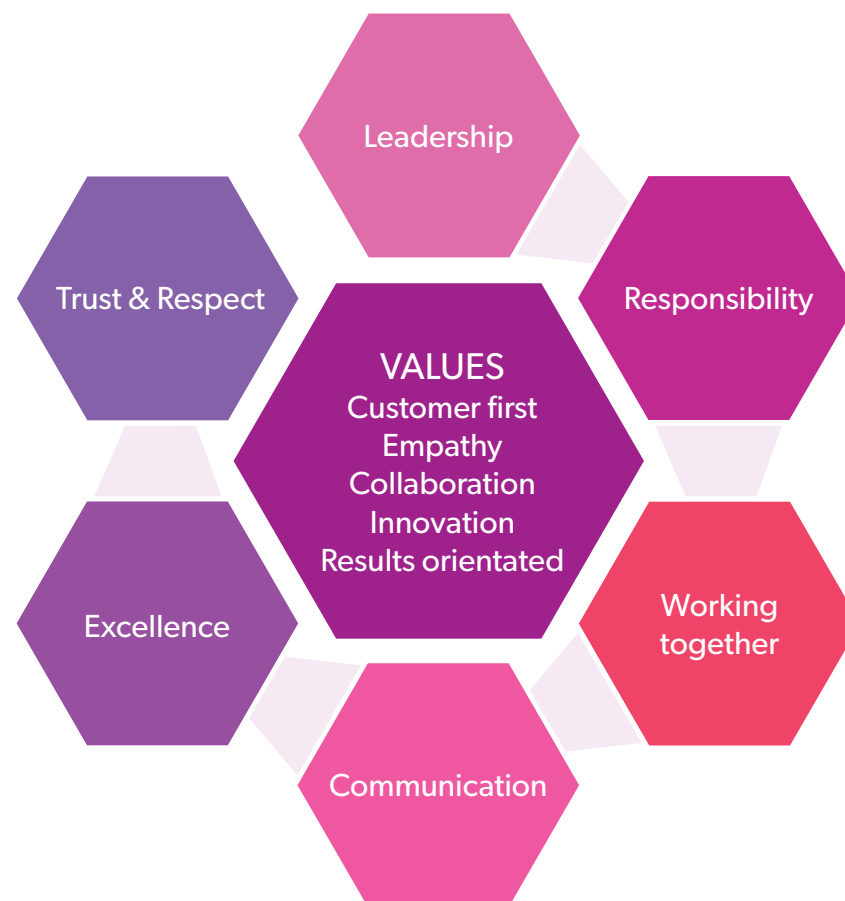 Leadership
Trust & Respect
Responsibility
VALUES
Customer first
Empathy
Collaboration
Innovation
Results orientated
Excellence
Working
together
Communication